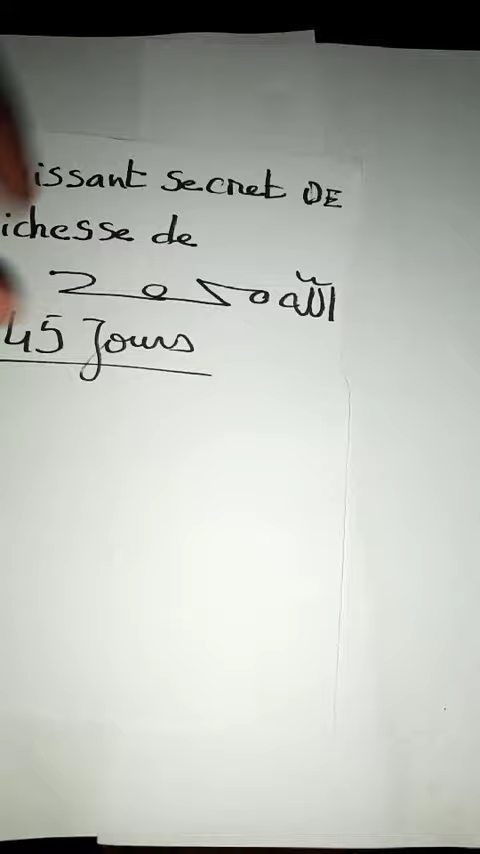 issant secret DE
ichesse de
الله
45 Jours